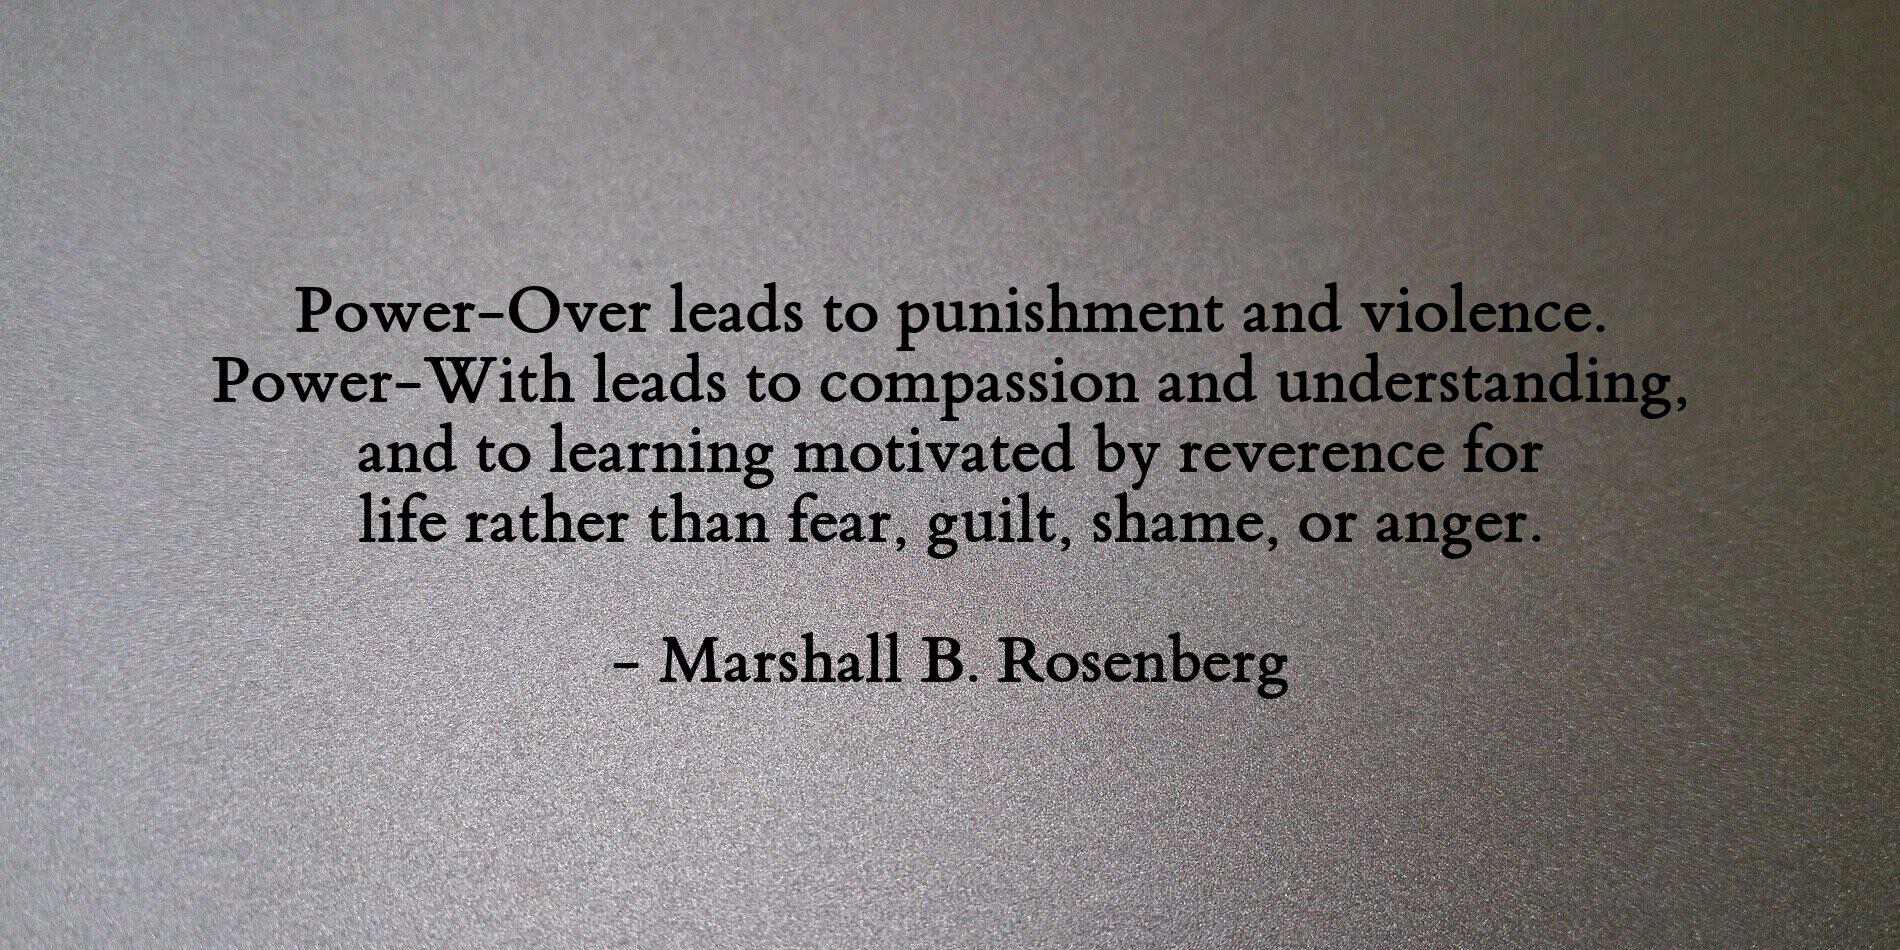 Power-Over leads to punishment and violence.
Power-With leads to compassion and understanding,
and to learning motivated by reverence for
life rather than fear, guilt, shame, or anger.
- Marshall B. Rosenberg